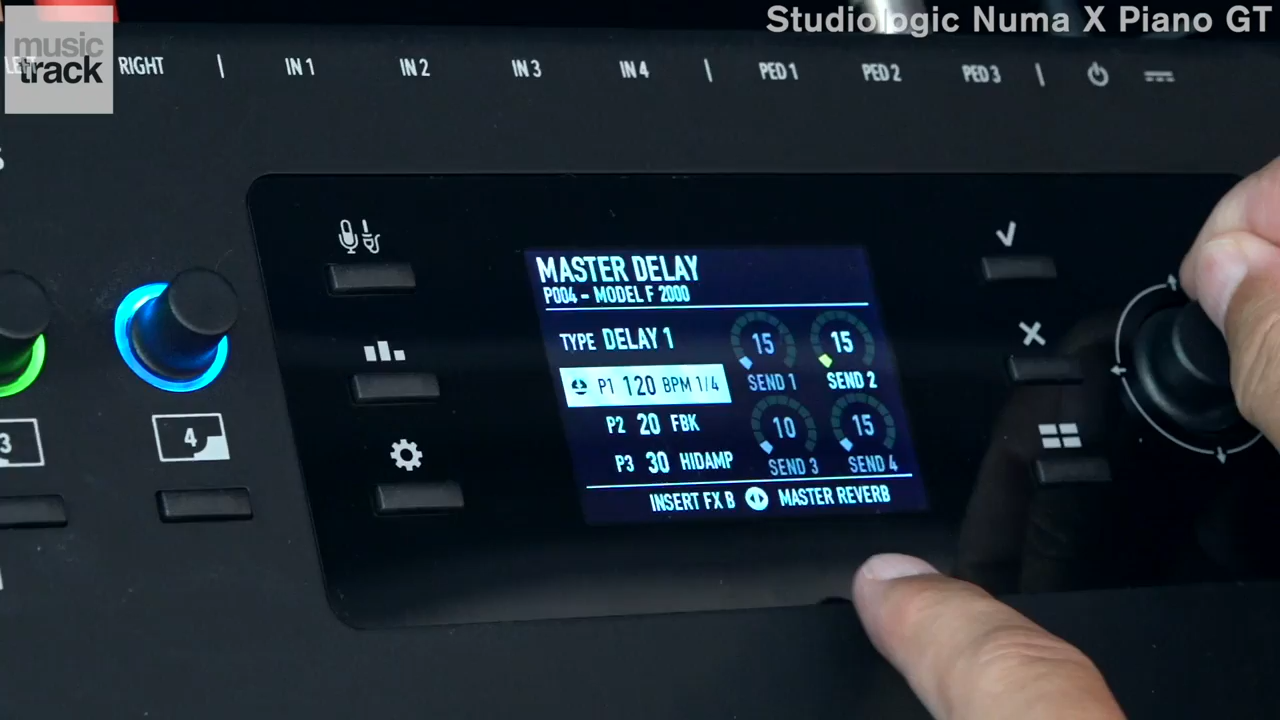 Studiologic Numa X Piano GT
music
track
RIGHT | IN 1 IN 2 IN 3 IN 4 | PED 1 PED 2 PED 3 |
MASTER DELAY
P004 - MODEL F 2000
TYPE DELAY 1
15 SEND 1
15 SEND 2
P1 120 BPM 1/4
P2 20 FBK
P3 30 HIDAMP
10 SEND 3
15 SEND 4
INSERT FX B MASTER REVERB
3
4